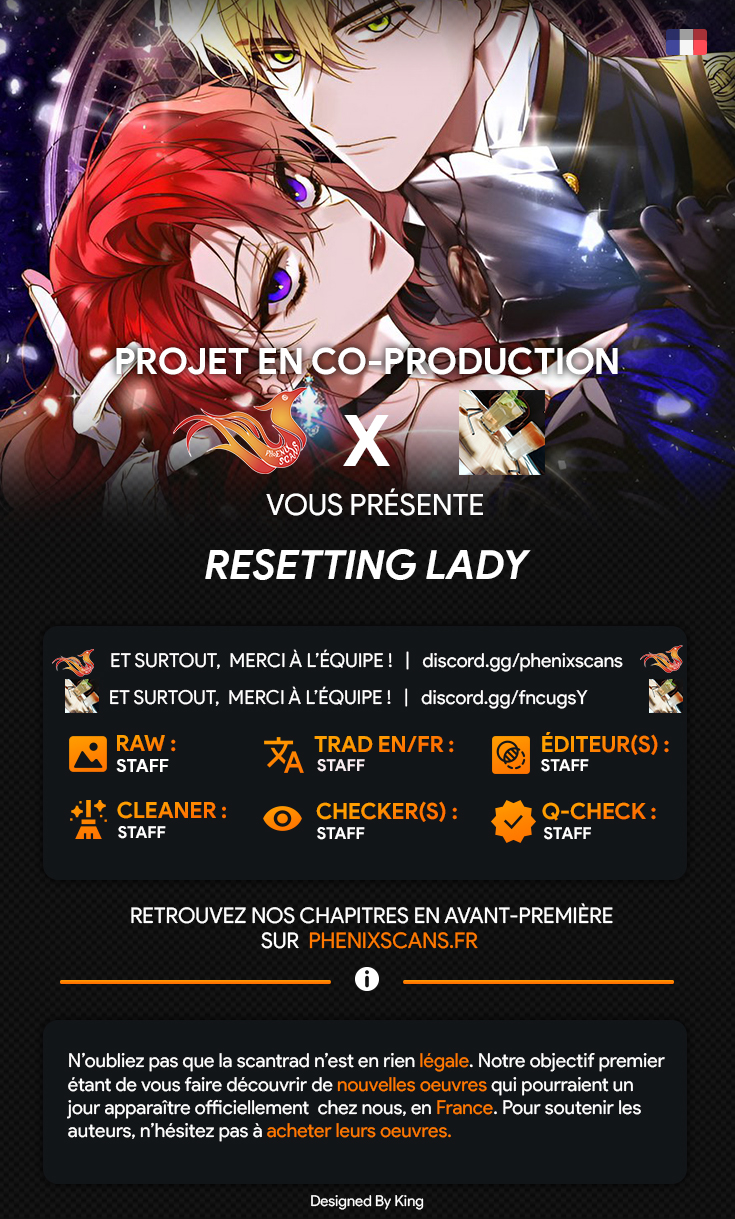 PROJET EN CO-PRODUCTION
PHENIX SCANS
X
VOUS PRÉSENTE
RESETTING LADY
ET SURTOUT, MERCI À L'ÉQUIPE ! | discord.gg/phenixscans
ET SURTOUT, MERCI À L'ÉQUIPE ! | discord.gg/fncugsY
RAW : TRAD EN/FR : ÉDITEUR(S) :
STAFF STAFF STAFF
CLEANER : CHECKER(S) : Q-CHECK :
STAFF STAFF STAFF
RETROUVEZ NOS CHAPITRES EN AVANT-PREMIÈRE
SUR PHENIXSCANS.FR
N'oubliez pas que la scantrad n'est en rien légale. Notre objectif premier
étant de vous faire découvrir de nouvelles oeuvres qui pourraient un
jour apparaître officiellement chez nous, en France. Pour soutenir les
auteurs, n'hésitez pas à acheter leurs oeuvres.
Designed By King